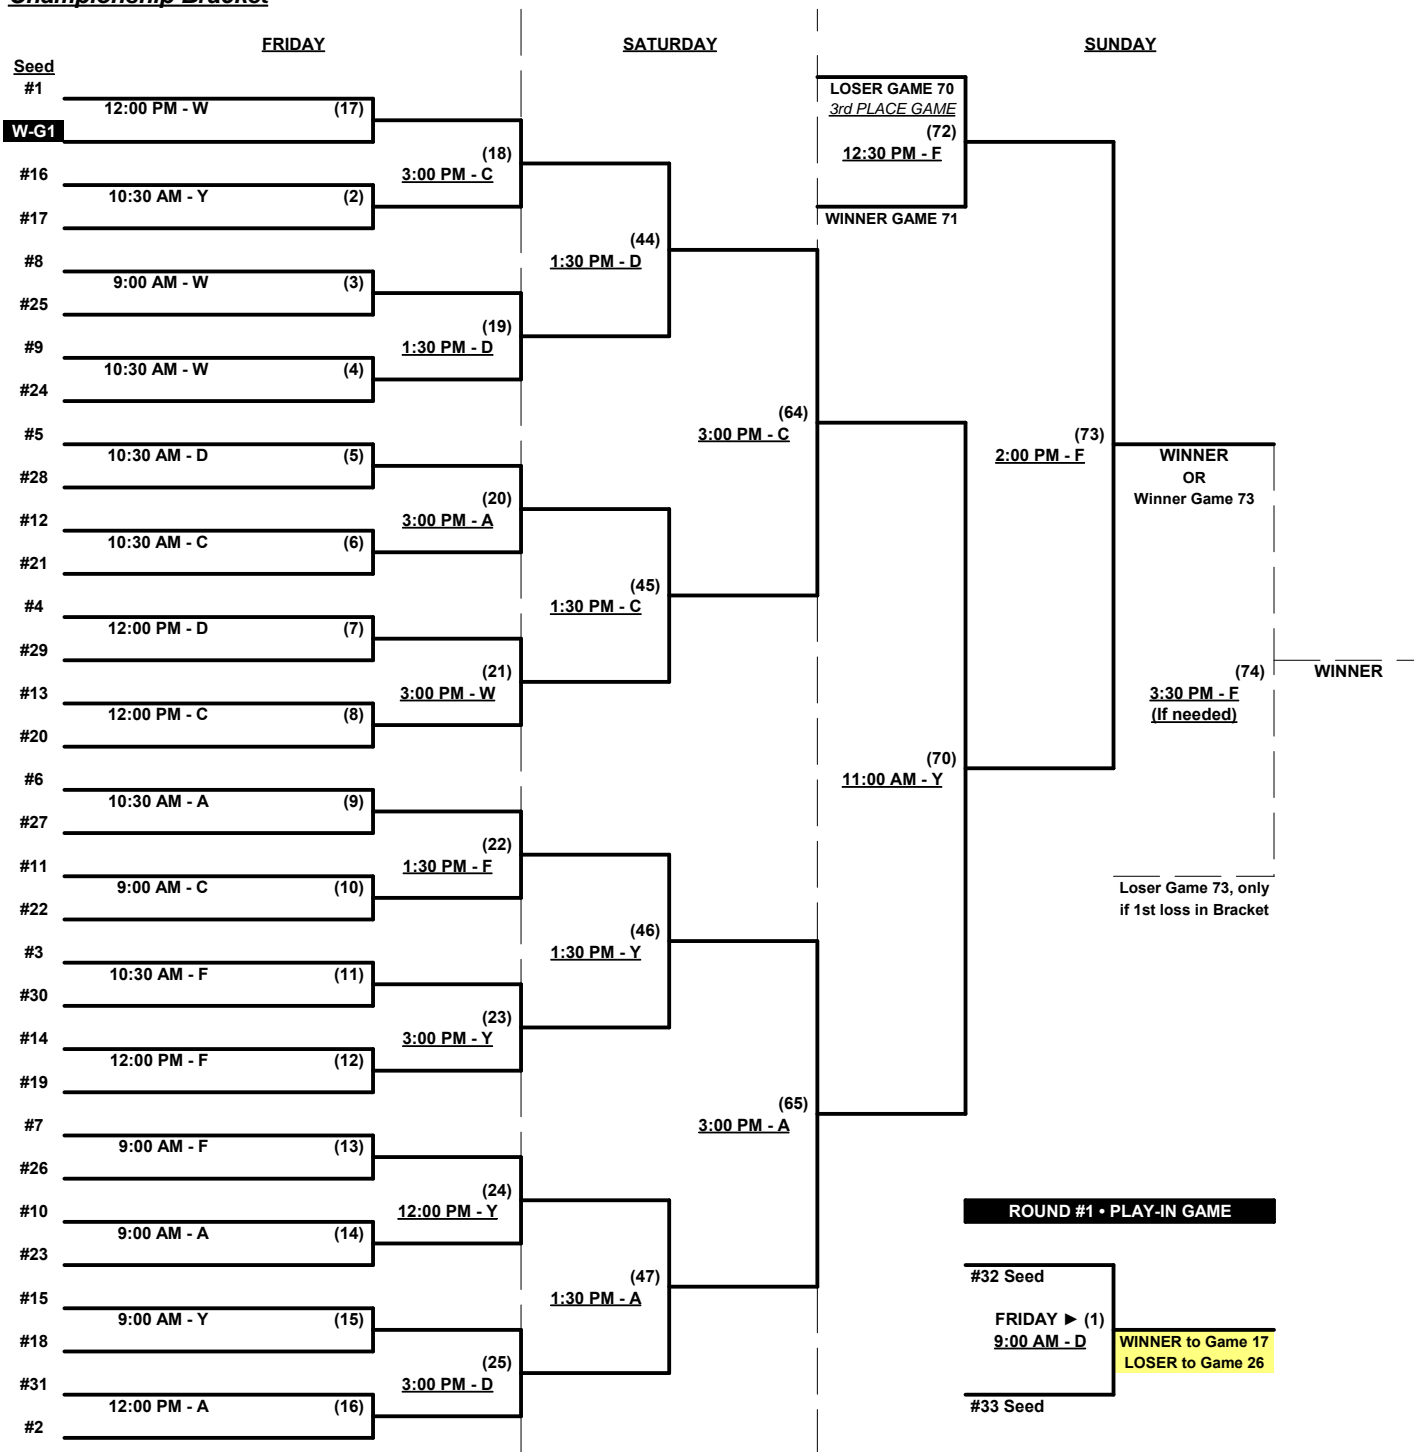 Championship Bracket
FRIDAY
SATURDAY
SUNDAY
Seed
#1
12:00 PM - W (17)
W-G1
#16
10:30 AM - Y (2)
#17
#8
9:00 AM - W (3)
#25
#9
10:30 AM - W (4)
#24
#5
10:30 AM - D (5)
#28
#12
10:30 AM - C (6)
#21
#4
12:00 PM - D (7)
#29
#13
12:00 PM - C (8)
#20
#6
10:30 AM - A (9)
#27
#11
9:00 AM - C (10)
#22
#3
10:30 AM - F (11)
#30
#14
12:00 PM - F (12)
#19
#7
9:00 AM - F (13)
#26
#10
9:00 AM - A (14)
#23
#15
9:00 AM - Y (15)
#18
#31
12:00 PM - A (16)
#2
(18)
3:00 PM - C
(19)
1:30 PM - D
(20)
3:00 PM - A
(21)
3:00 PM - W
(22)
1:30 PM - F
(23)
3:00 PM - Y
(24)
12:00 PM - Y
(25)
3:00 PM - D
(44)
1:30 PM - D
(45)
1:30 PM - C
(46)
1:30 PM - Y
(47)
1:30 PM - A
(64)
3:00 PM - C
(65)
3:00 PM - A
LOSER GAME 70
3rd PLACE GAME
(72)
12:30 PM - F
WINNER GAME 71
(70)
11:00 AM - Y
(73)
2:00 PM - F
WINNER
OR
Winner Game 73
(74)
3:30 PM - F
(If needed)
WINNER
Loser Game 73, only
if 1st loss in Bracket
ROUND #1 • PLAY-IN GAME
#32 Seed
FRIDAY ► (1)
9:00 AM - D
WINNER to Game 17
LOSER to Game 26
#33 Seed